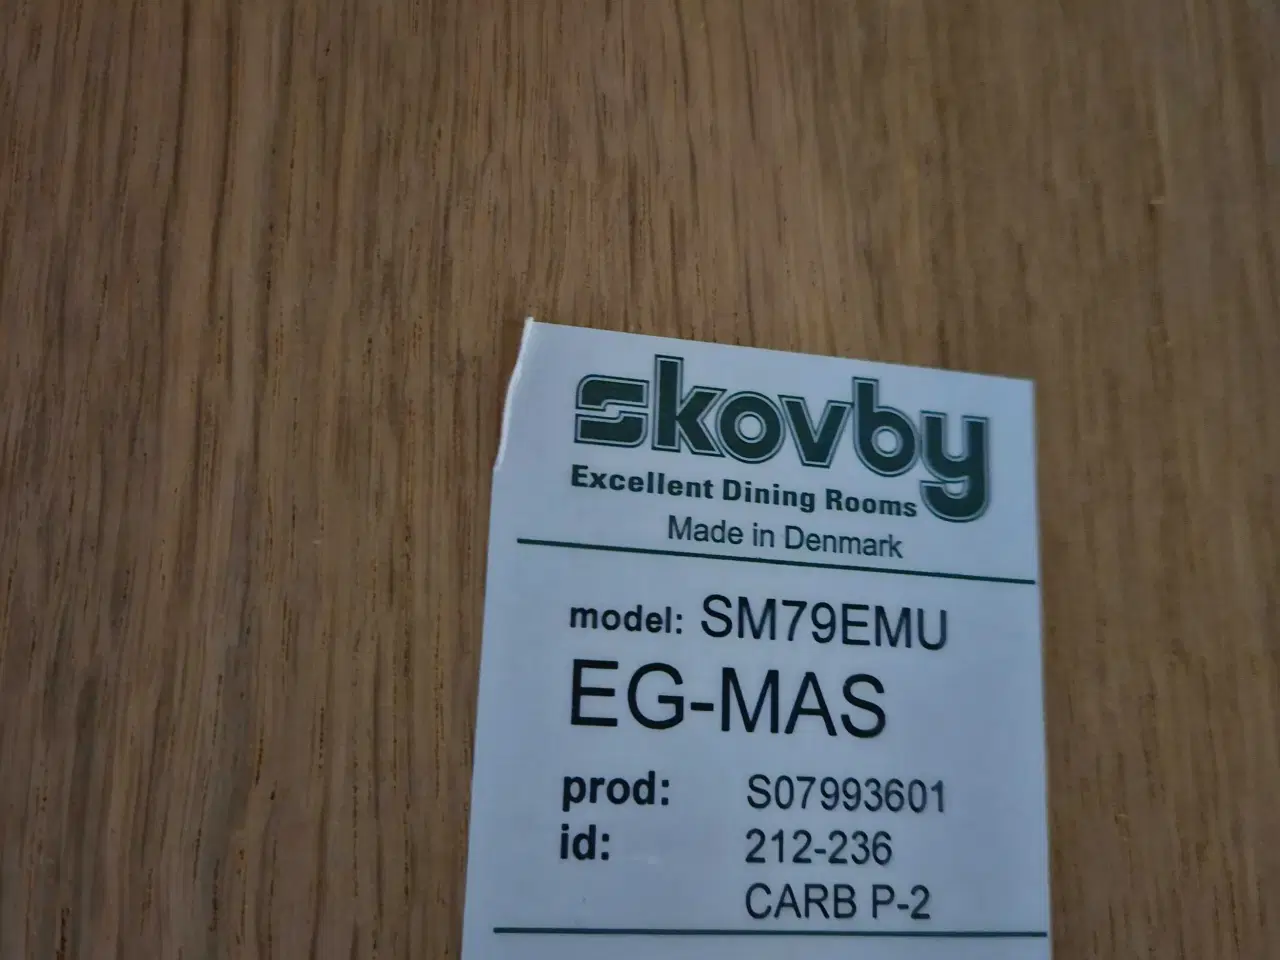 skovby
Excellent Dining Rooms
Made in Denmark
model: SM79EMU
EG-MAS
prod: S07993601
id: 212-236
CARB P-2